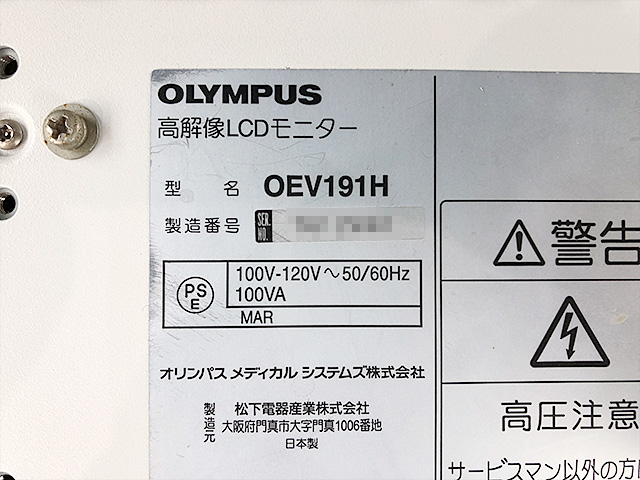 OLYMPUS
高解像LCDモニター
型 名 OEV191H
製造番号 SER. NO.
PS E
100V-120V～50/60Hz
100VA
MAR
オリンパス メディカル システムズ株式会社
製造元
松下電器産業株式会社
大阪府門真市大字門真1006番地
日本製
警告
高圧注意
サービスマン以外の方は